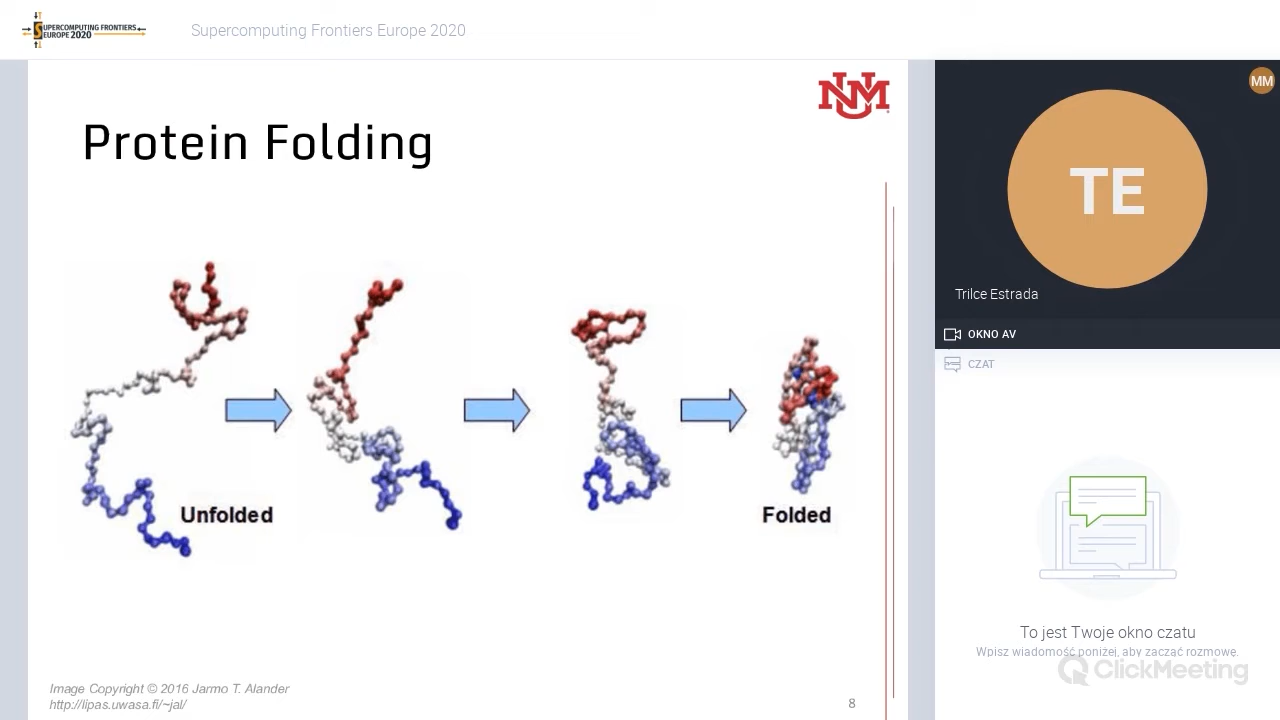 SUPERCOMPUTING FRONTIERS
EUROPE 2020
Supercomputing Frontiers Europe 2020
UNM
Protein Folding
Unfolded
Folded
Image Copyright © 2016 Jarmo T. Alander
http://lipas.uwasa.fi/~jal/
8
MM
TE
Trilce Estrada
OKNO AV
CZAT
To jest Twoje okno czatu
Wpisz wiadomość poniżej, aby zacząć rozmowę.
ClickMeeting